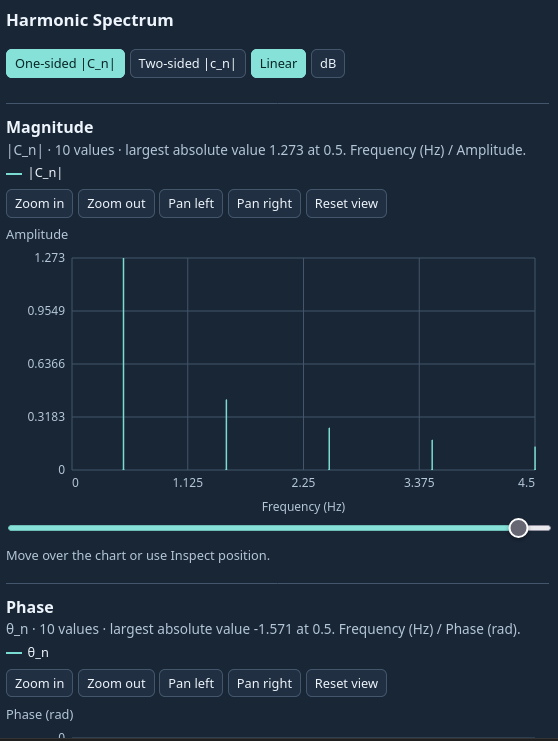 Harmonic Spectrum
One-sided |C_n| Two-sided |c_n| Linear dB
Magnitude
|C_n| · 10 values · largest absolute value 1.273 at 0.5. Frequency (Hz) / Amplitude.
|C_n|
Zoom in Zoom out Pan left Pan right Reset view
Amplitude
1.273
0.9549
0.6366
0.3183
0
0 1.125 2.25 3.375 4.5
Frequency (Hz)
Move over the chart or use Inspect position.
Phase
θ_n · 10 values · largest absolute value -1.571 at 0.5. Frequency (Hz) / Phase (rad).
θ_n
Zoom in Zoom out Pan left Pan right Reset view
Phase (rad)
0